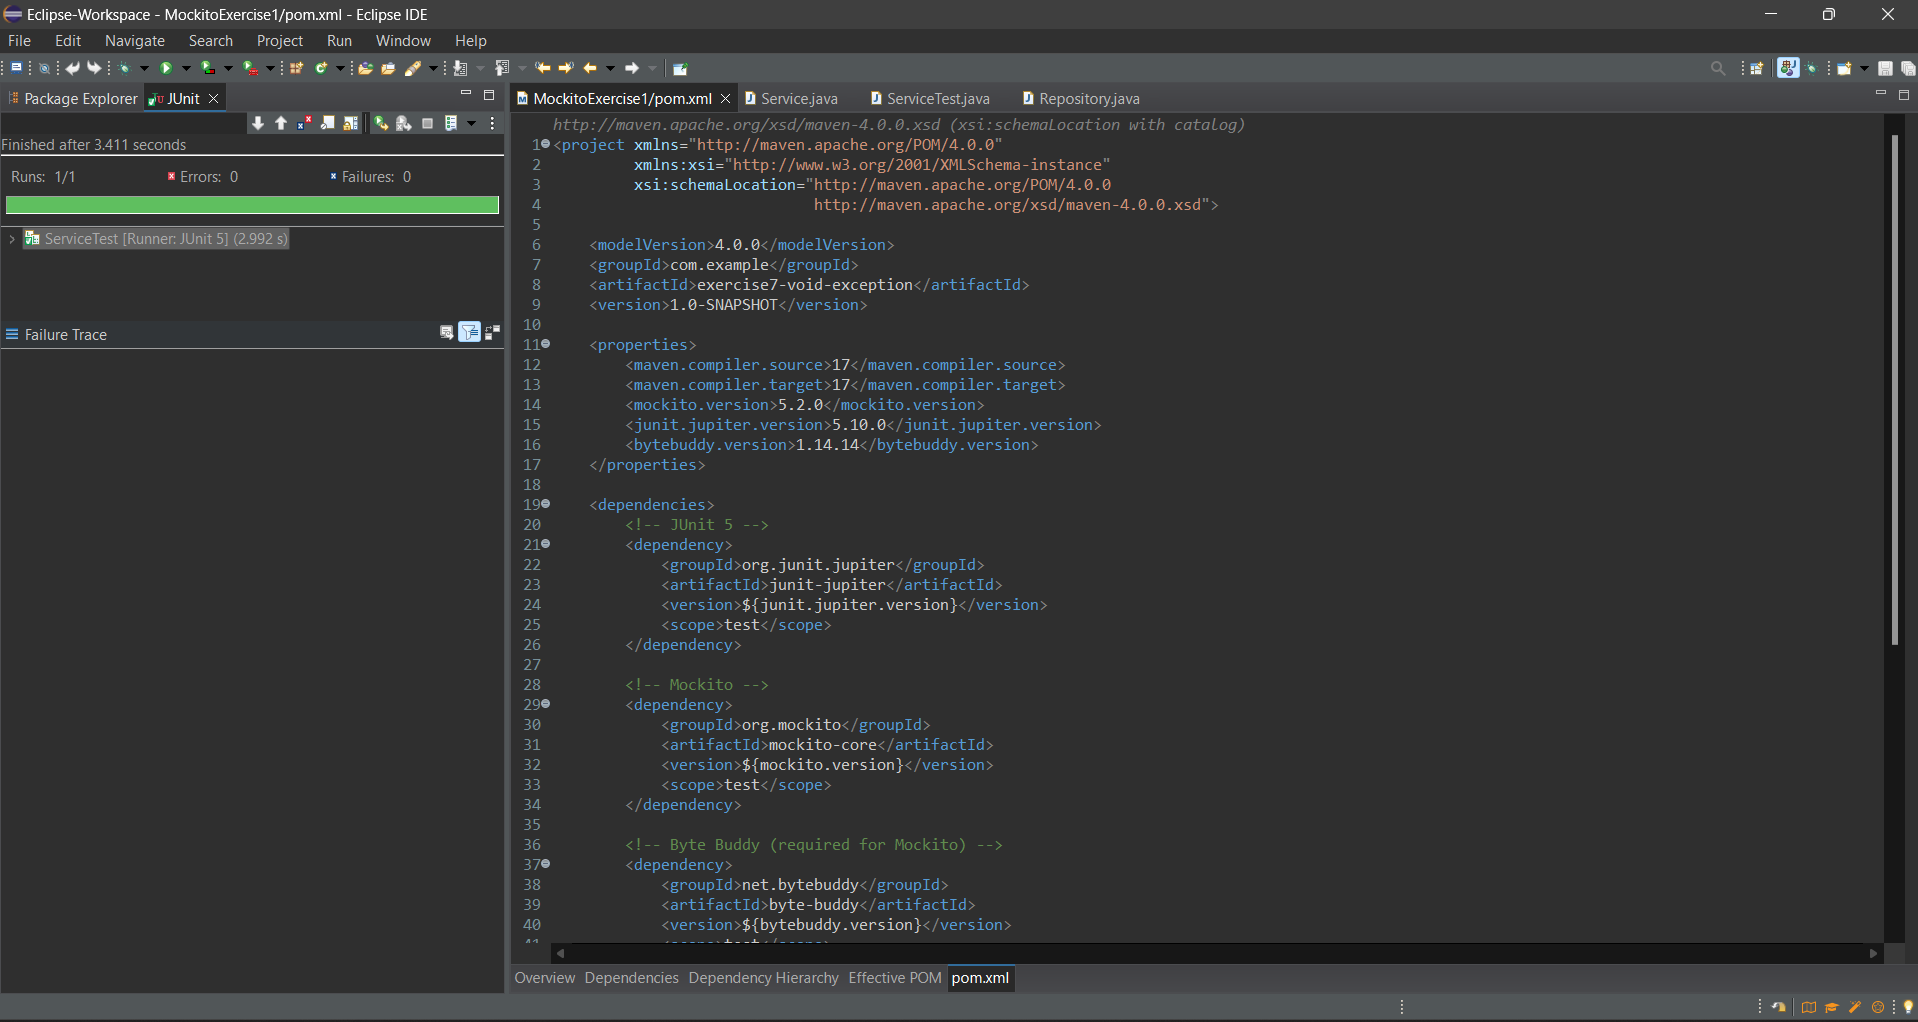 Eclipse-Workspace - MockitoExercise1/pom.xml - Eclipse IDE
File Edit Navigate Search Project Run Window Help
Package Explorer JUnit
Finished after 3.411 seconds
Runs: 1/1 Errors: 0 Failures: 0
ServiceTest [Runner: JUnit 5] (2.992 s)
Failure Trace
MockitoExercise1/pom.xml Service.java ServiceTest.java Repository.java
http://maven.apache.org/xsd/maven-4.0.0.xsd (xsi:schemaLocation with catalog)
1 <project xmlns="http://maven.apache.org/POM/4.0.0"
2 xmlns:xsi="http://www.w3.org/2001/XMLSchema-instance"
3 xsi:schemaLocation="http://maven.apache.org/POM/4.0.0
4 http://maven.apache.org/xsd/maven-4.0.0.xsd">
5
6 <modelVersion>4.0.0</modelVersion>
7 <groupId>com.example</groupId>
8 <artifactId>exercise7-void-exception</artifactId>
9 <version>1.0-SNAPSHOT</version>
10
11 <properties>
12 <maven.compiler.source>17</maven.compiler.source>
13 <maven.compiler.target>17</maven.compiler.target>
14 <mockito.version>5.2.0</mockito.version>
15 <junit.jupiter.version>5.10.0</junit.jupiter.version>
16 <bytebuddy.version>1.14.14</bytebuddy.version>
17 </properties>
18
19 <dependencies>
20 <!-- JUnit 5 -->
21 <dependency>
22 <groupId>org.junit.jupiter</groupId>
23 <artifactId>junit-jupiter</artifactId>
24 <version>${junit.jupiter.version}</version>
25 <scope>test</scope>
26 </dependency>
27
28 <!-- Mockito -->
29 <dependency>
30 <groupId>org.mockito</groupId>
31 <artifactId>mockito-core</artifactId>
32 <version>${mockito.version}</version>
33 <scope>test</scope>
34 </dependency>
35
36 <!-- Byte Buddy (required for Mockito) -->
37 <dependency>
38 <groupId>net.bytebuddy</groupId>
39 <artifactId>byte-buddy</artifactId>
40 <version>${bytebuddy.version}</version>
Overview Dependencies Dependency Hierarchy Effective POM pom.xml